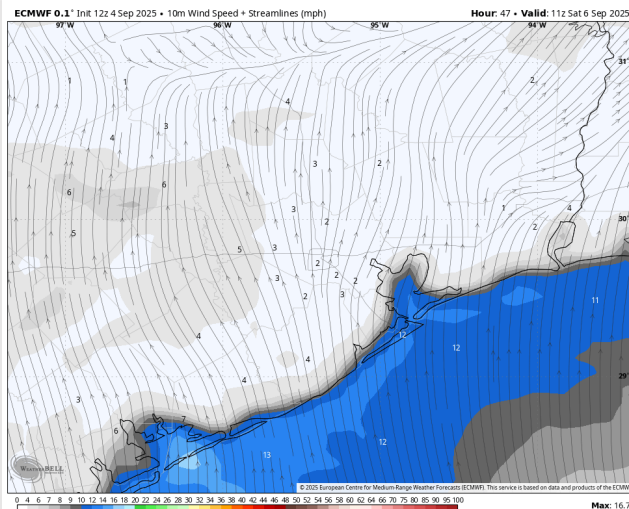 ECMWF 0.1° Init 12z 4 Sep 2025 • 10m Wind Speed + Streamlines (mph)
Hour: 47 • Valid: 11z Sat 6 Sep 2025
97°W 96°W 95°W 94°W
31°
1 1 2
4
3
4
3 2
6 6
3 1 4
2 2
30°
5
5 3
2
2
3 2
2 3
11
4
12
12
4
29°
4
3
7
6
12
13
WeatherBELL
© 2025 European Centre for Medium-Range Weather Forecasts (ECMWF). This service is based on data and products of the ECMW
0 4 6 7 8 9 10 12 14 16 18 20 22 24 26 28 30 32 34 36 38 40 42 44 46 48 50 52 54 56 58 60 62 64 66 70 75 80 85 90 95 100
Max: 16.7